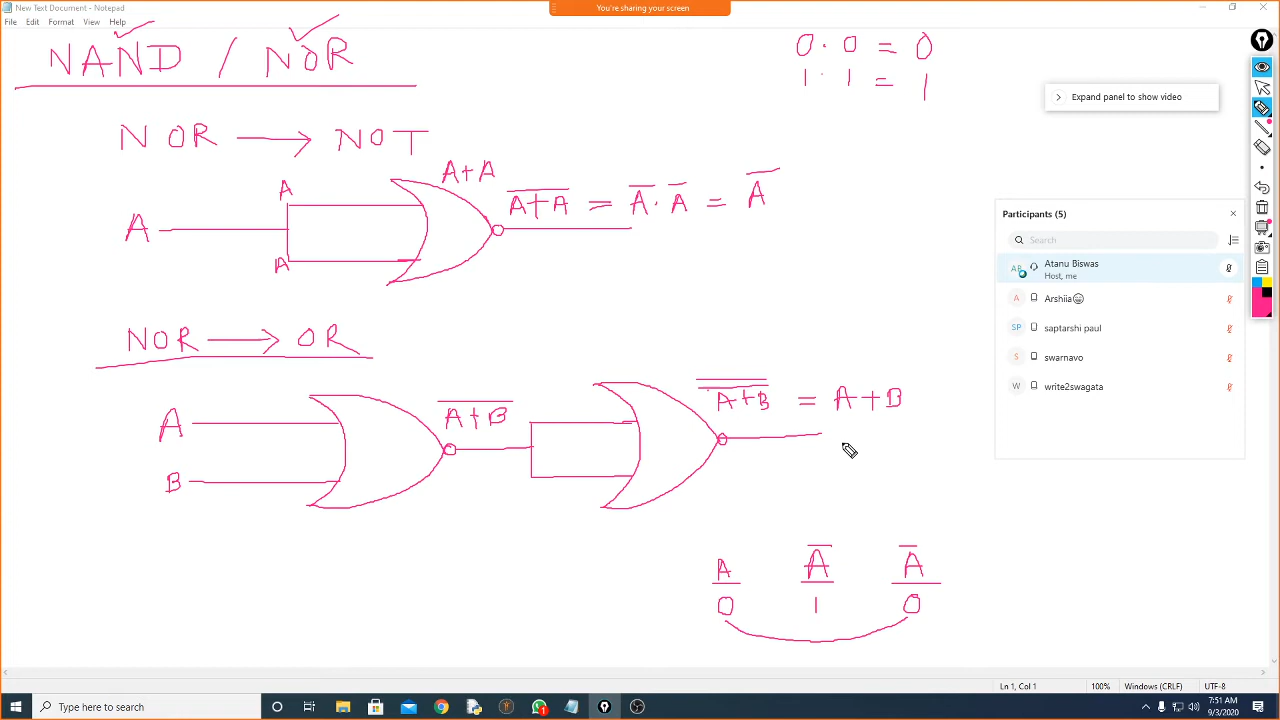 New Text Document - Notepad
You're sharing your screen
File Edit Format View Help
NAND / NOR
0 · 0 = 0
1 · 1 = 1
Expand panel to show video
NOR → NOT
A+A
A
A
A
A̅+̅A̅ = A̅ · A̅ = A̅
Participants (5)
Search
AB Atanu Biswas
Host, me
A Arshiia😊
SP saptarshi paul
S swarnavo
W write2swagata
NOR → OR
A
B
A̅+̅B̅
A̿+̿B̿ = A+B
A A̅ A̅
0 1 0
Ln 1, Col 1 100% Windows (CRLF) UTF-8
Type here to search
1
7:51 AM
9/3/2020